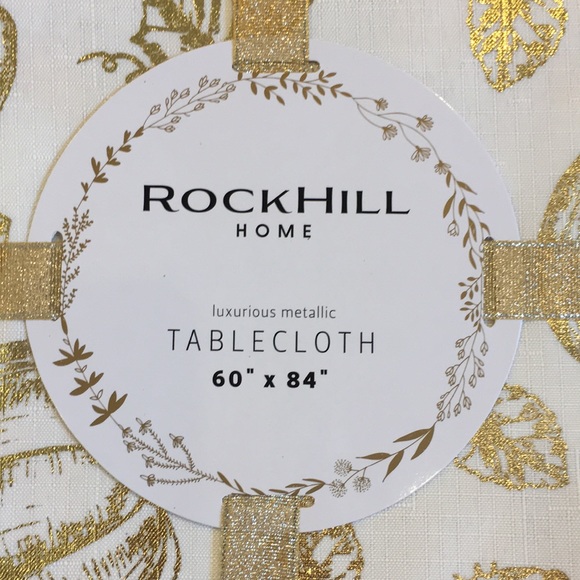 ROCKHILL
HOME
luxurious metallic
TABLECLOTH
60" x 84"